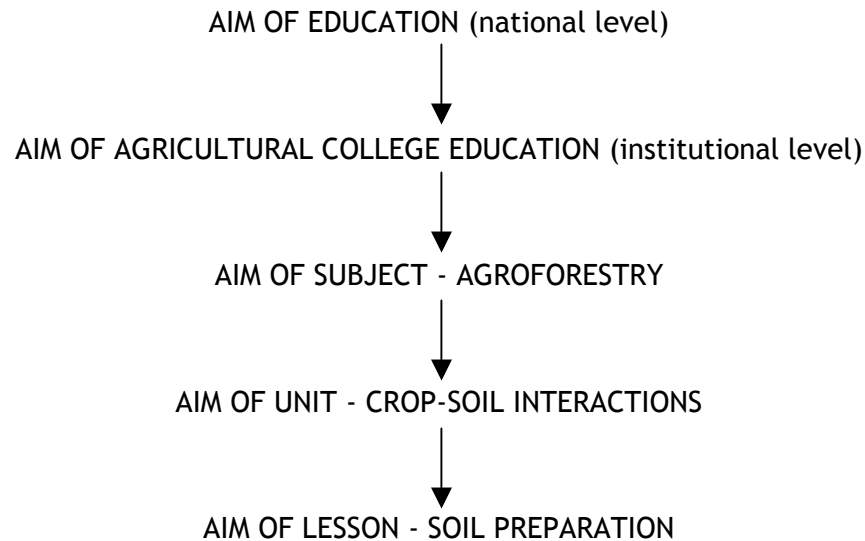 AIM OF EDUCATION (national level)
AIM OF AGRICULTURAL COLLEGE EDUCATION (institutional level)
AIM OF SUBJECT - AGROFORESTRY
AIM OF UNIT - CROP-SOIL INTERACTIONS
AIM OF LESSON - SOIL PREPARATION